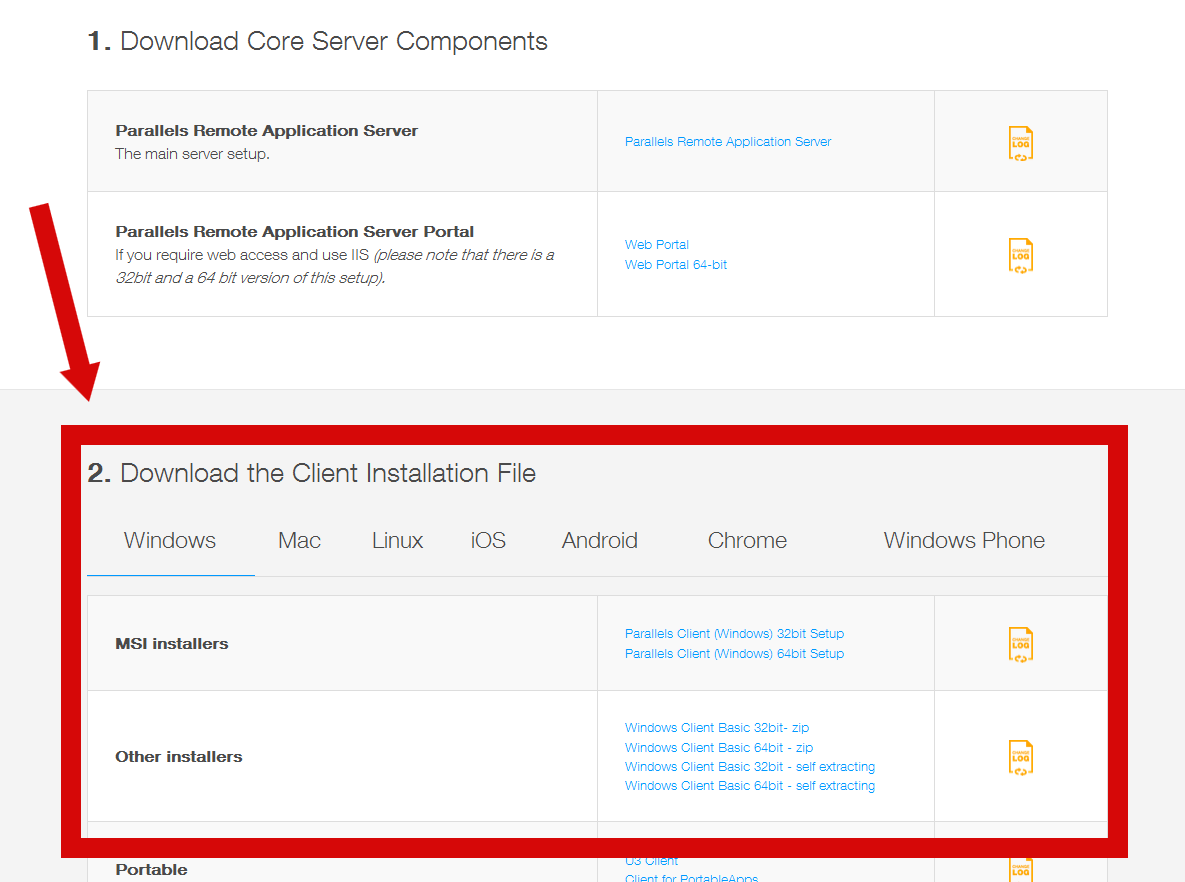 1. Download Core Server Components
Parallels Remote Application Server
The main server setup.
Parallels Remote Application Server
CHANGE
LOG
Parallels Remote Application Server Portal
If you require web access and use IIS (please note that there is a
32bit and a 64 bit version of this setup).
Web Portal
Web Portal 64-bit
CHANGE
LOG
2. Download the Client Installation File
Windows Mac Linux iOS Android Chrome Windows Phone
MSI installers
Parallels Client (Windows) 32bit Setup
Parallels Client (Windows) 64bit Setup
CHANGE
LOG
Other installers
Windows Client Basic 32bit- zip
Windows Client Basic 64bit - zip
Windows Client Basic 32bit - self extracting
Windows Client Basic 64bit - self extracting
CHANGE
LOG
Portable
U3 Client
Client for PortableApps
LOG